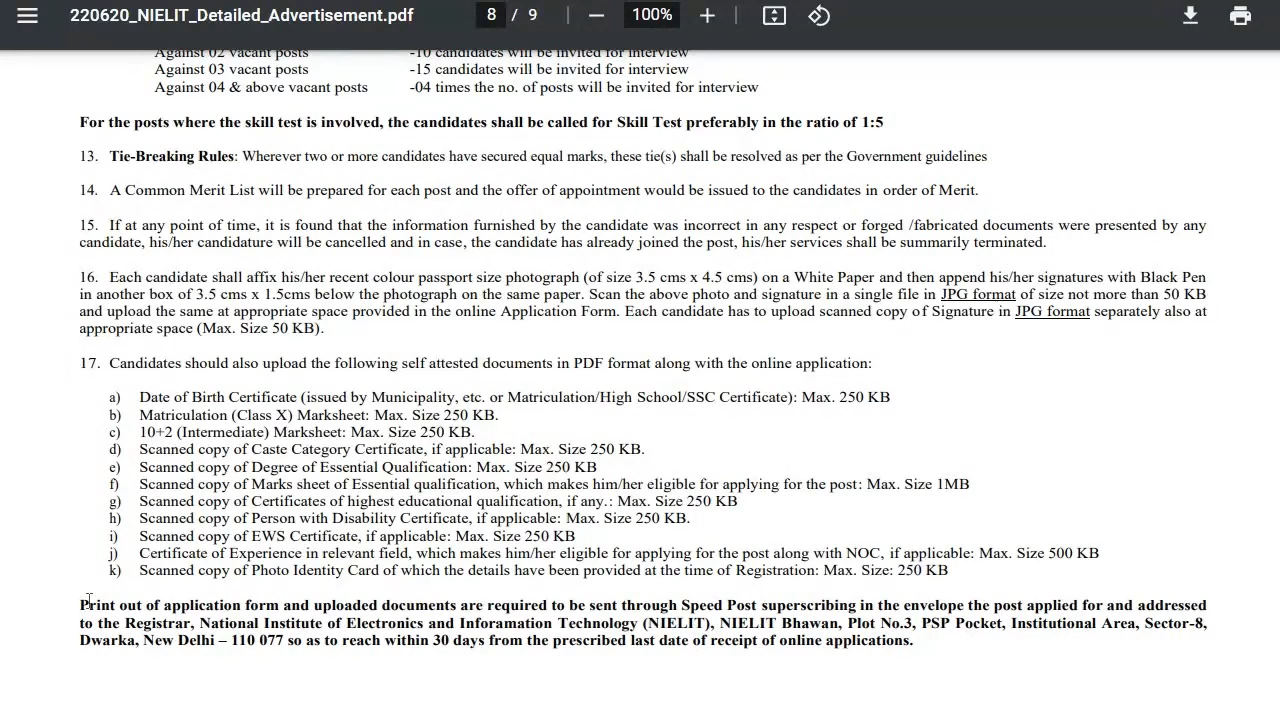 220620_NIELIT_Detailed_Advertisement.pdf 8 / 9 100%
Against 02 vacant posts -10 candidates will be invited for interview
Against 03 vacant posts -15 candidates will be invited for interview
Against 04 & above vacant posts -04 times the no. of posts will be invited for interview
For the posts where the skill test is involved, the candidates shall be called for Skill Test preferably in the ratio of 1:5
13. Tie-Breaking Rules: Wherever two or more candidates have secured equal marks, these tie(s) shall be resolved as per the Government guidelines
14. A Common Merit List will be prepared for each post and the offer of appointment would be issued to the candidates in order of Merit.
15. If at any point of time, it is found that the information furnished by the candidate was incorrect in any respect or forged /fabricated documents were presented by any
candidate, his/her candidature will be cancelled and in case, the candidate has already joined the post, his/her services shall be summarily terminated.
16. Each candidate shall affix his/her recent colour passport size photograph (of size 3.5 cms x 4.5 cms) on a White Paper and then append his/her signatures with Black Pen
in another box of 3.5 cms x 1.5cms below the photograph on the same paper. Scan the above photo and signature in a single file in JPG format of size not more than 50 KB
and upload the same at appropriate space provided in the online Application Form. Each candidate has to upload scanned copy of Signature in JPG format separately also at
appropriate space (Max. Size 50 KB).
17. Candidates should also upload the following self attested documents in PDF format along with the online application:
a) Date of Birth Certificate (issued by Municipality, etc. or Matriculation/High School/SSC Certificate): Max. 250 KB
b) Matriculation (Class X) Marksheet: Max. Size 250 KB.
c) 10+2 (Intermediate) Marksheet: Max. Size 250 KB.
d) Scanned copy of Caste Category Certificate, if applicable: Max. Size 250 KB.
e) Scanned copy of Degree of Essential Qualification: Max. Size 250 KB
f) Scanned copy of Marks sheet of Essential qualification, which makes him/her eligible for applying for the post: Max. Size 1MB
g) Scanned copy of Certificates of highest educational qualification, if any.: Max. Size 250 KB
h) Scanned copy of Person with Disability Certificate, if applicable: Max. Size 250 KB.
i) Scanned copy of EWS Certificate, if applicable: Max. Size 250 KB
j) Certificate of Experience in relevant field, which makes him/her eligible for applying for the post along with NOC, if applicable: Max. Size 500 KB
k) Scanned copy of Photo Identity Card of which the details have been provided at the time of Registration: Max. Size: 250 KB
Print out of application form and uploaded documents are required to be sent through Speed Post superscribing in the envelope the post applied for and addressed
to the Registrar, National Institute of Electronics and Inforamation Technology (NIELIT), NIELIT Bhawan, Plot No.3, PSP Pocket, Institutional Area, Sector-8,
Dwarka, New Delhi – 110 077 so as to reach within 30 days from the prescribed last date of receipt of online applications.